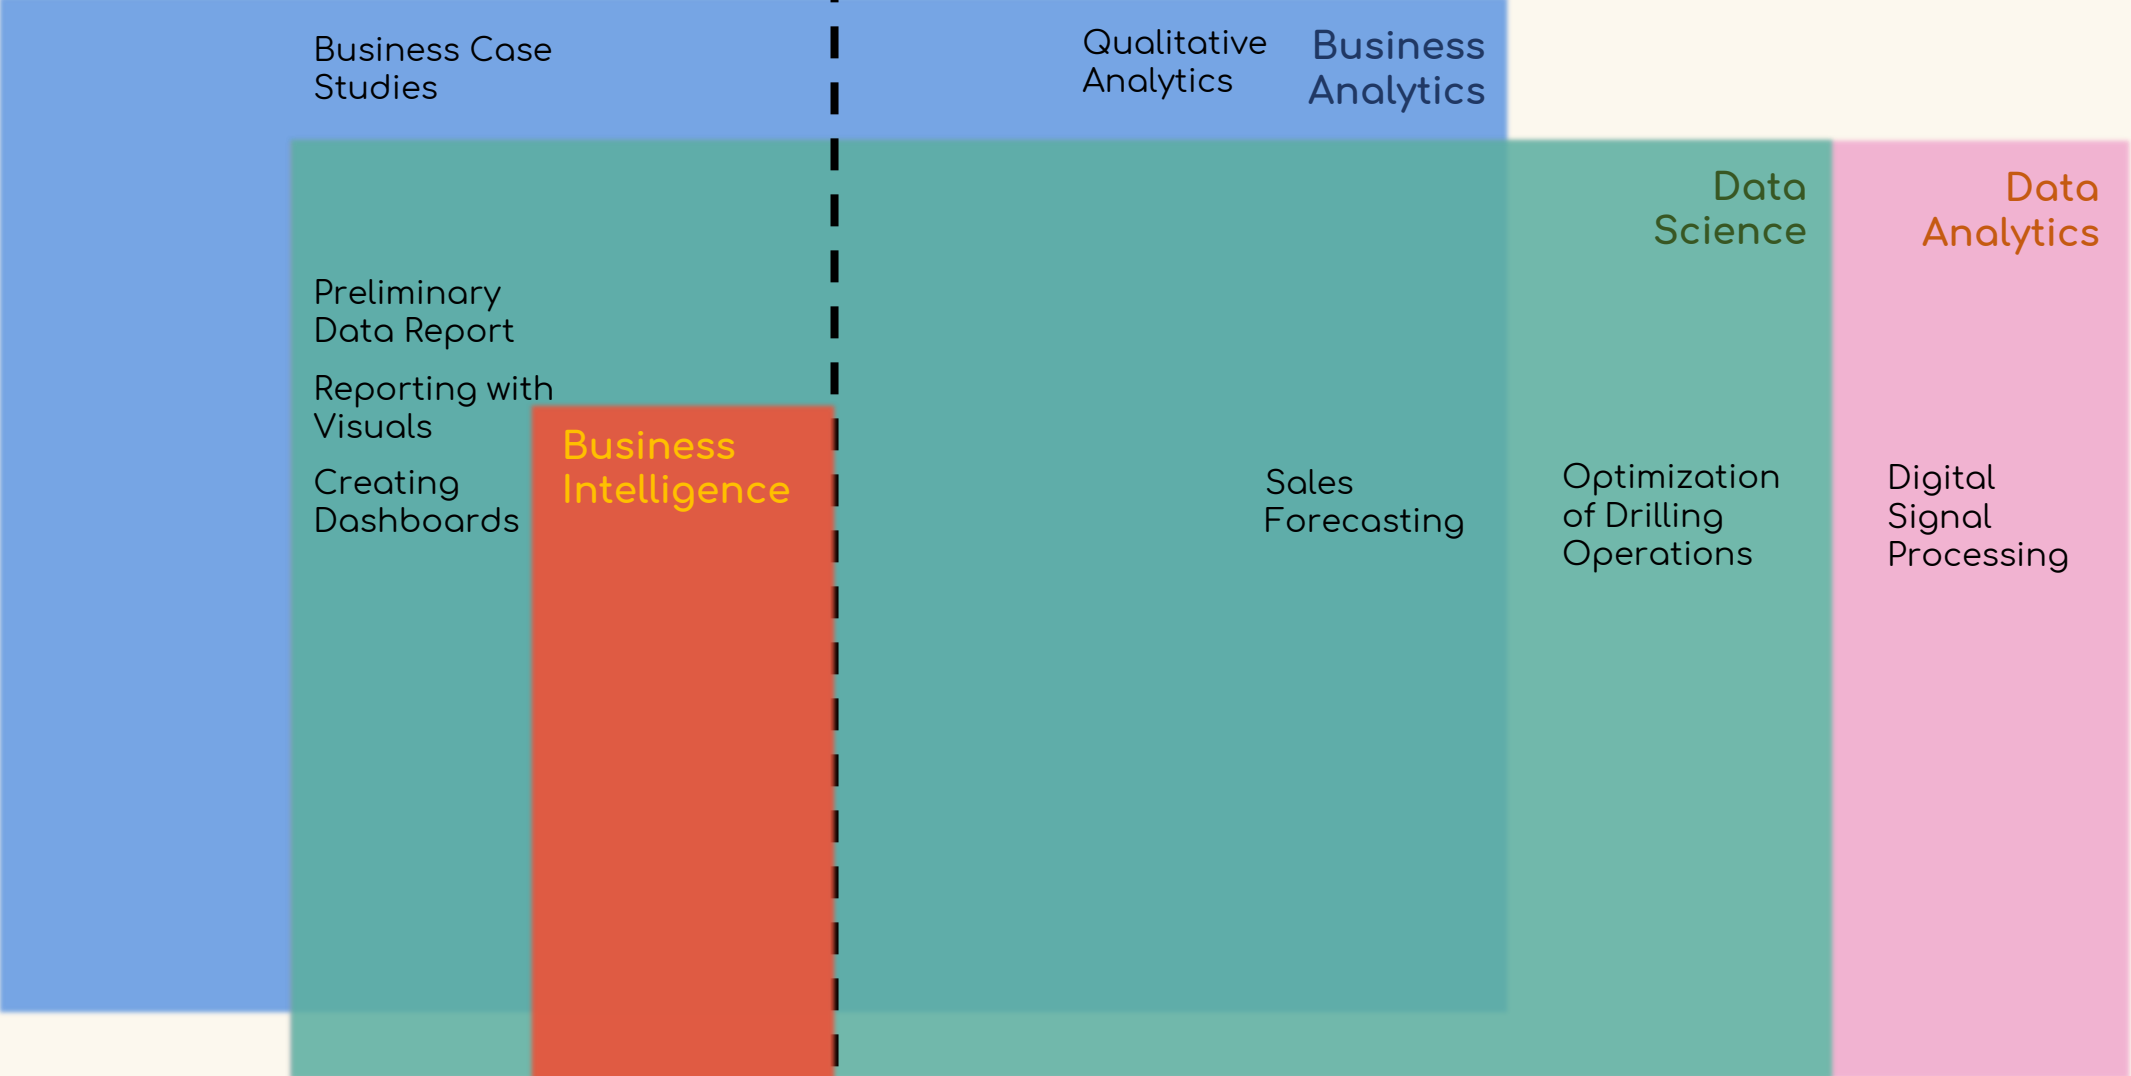 Business Case
Studies
Qualitative
Analytics
Business
Analytics
Data
Science
Data
Analytics
Preliminary
Data Report
Reporting with
Visuals
Creating
Dashboards
Business
Intelligence
Sales
Forecasting
Optimization
of Drilling
Operations
Digital
Signal
Processing